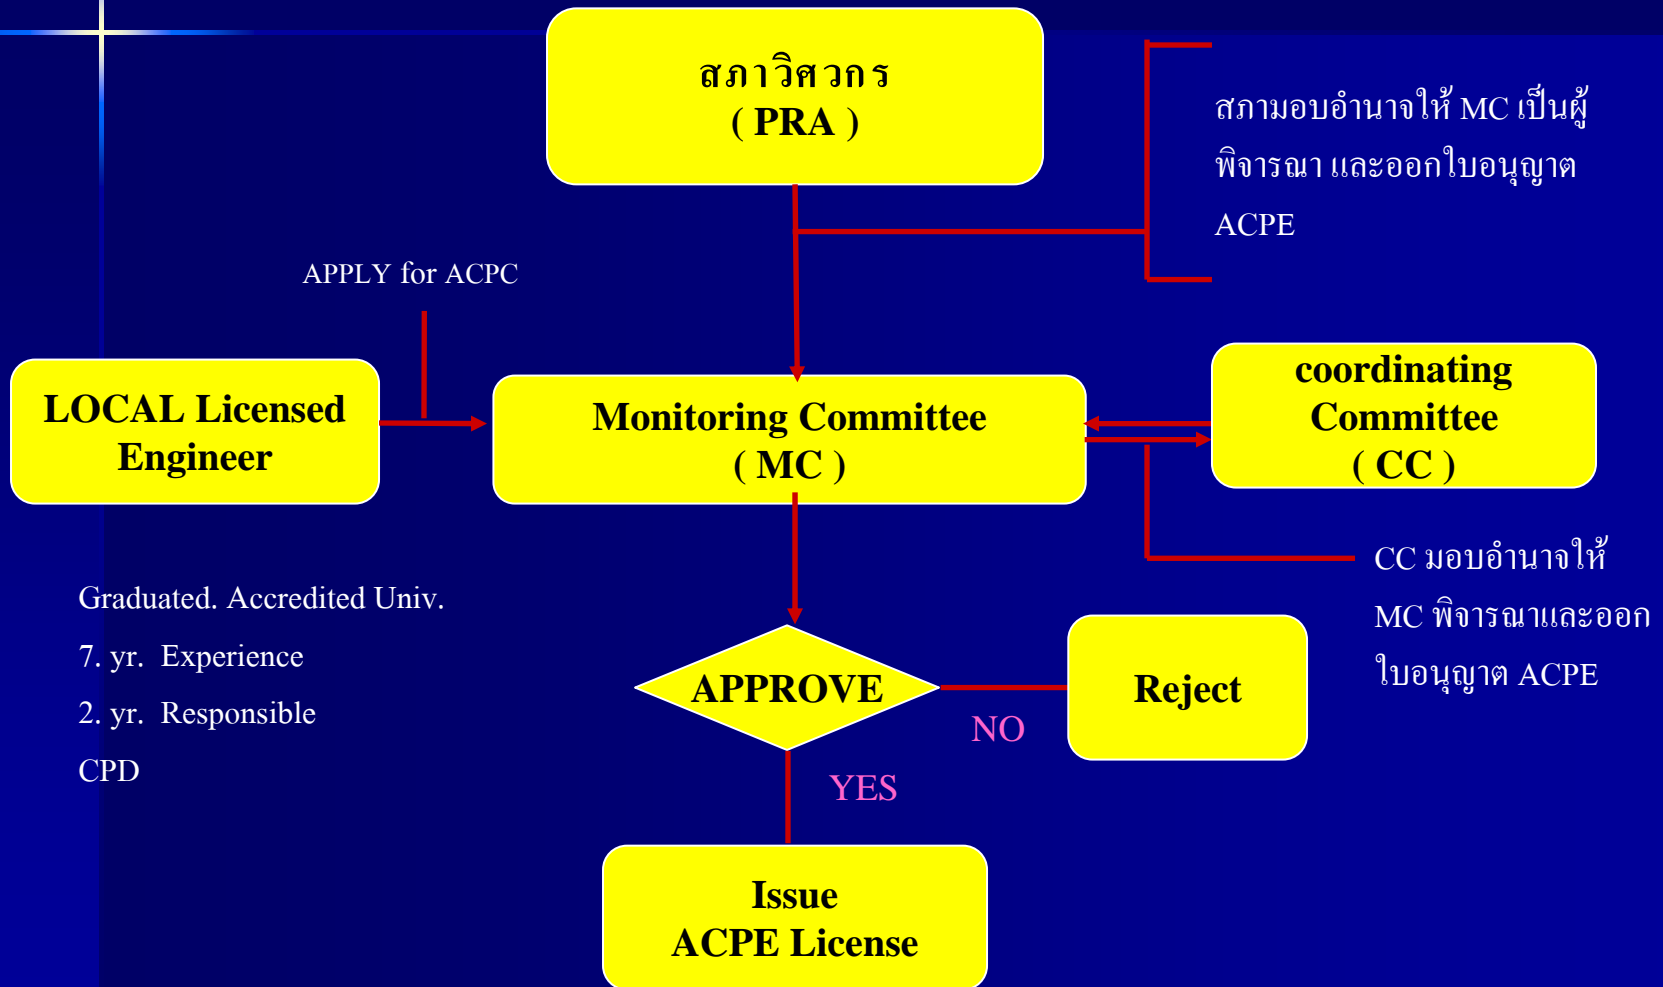 สภาวิศวกร
( PRA )
สภามอบอำนาจให้ MC เป็นผู้
พิจารณา และออกใบอนุญาต
ACPE
APPLY for ACPC
LOCAL Licensed
Engineer
Monitoring Committee
( MC )
coordinating
Committee
( CC )
CC มอบอำนาจให้
MC พิจารณาและออก
ใบอนุญาต ACPE
Graduated. Accredited Univ.
7. yr. Experience
2. yr. Responsible
CPD
APPROVE
NO
Reject
YES
Issue
ACPE License